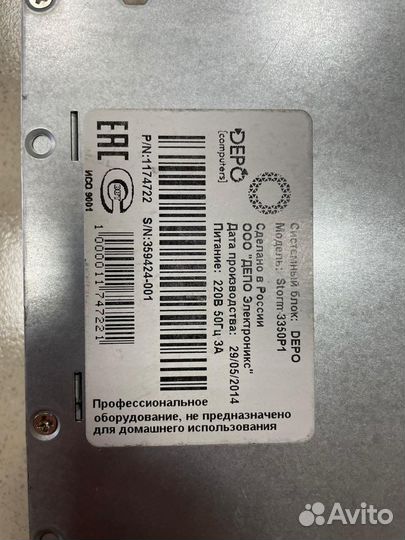 DEPO
[computers]
Системный блок: DEPO
Модель: Storm 3350P1
Сделано в России
ООО "ДЕПО Электроникс"
Дата производства: 29/05/2014
Питание: 220В 50Гц 3А
P/N:1174722 S/N:359424-001
EAC
ИСО 9001
1000011747221
Профессиональное
оборудование, не предназначено
для домашнего использования
Avito